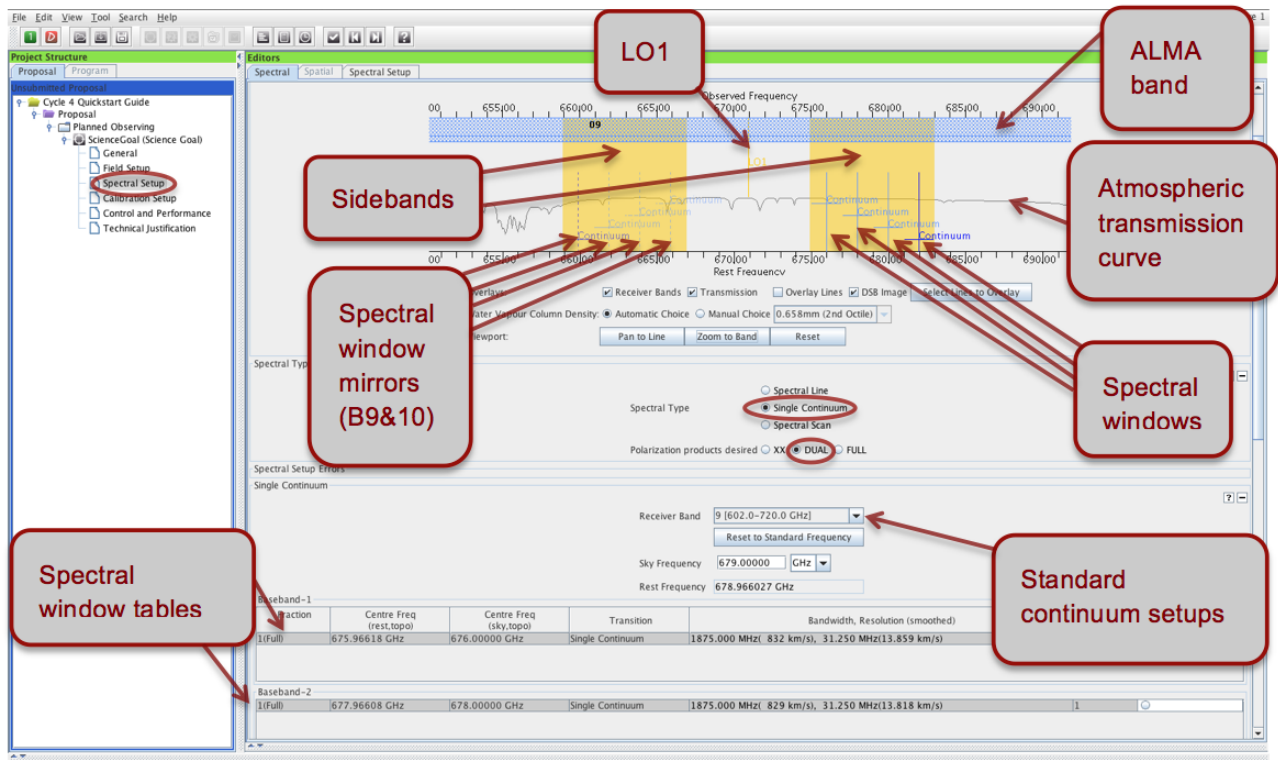 File Edit View Tool Search Help
1
Project Structure
Proposal Program
Unsubmitted Proposal
Cycle 4 Quickstart Guide
Proposal
Planned Observing
ScienceGoal (Science Goal)
General
Field Setup
Spectral Setup
Calibration Setup
Control and Performance
Technical Justification
Editors
Spectral Spatial Spectral Setup
LO1
ALMA
band
Observed Frequency
00 655|00 660|00 665|00 670|00 675|00 680|00 685|00 690|00
09
LO1
Sidebands
Atmospheric
transmission
curve
Continuum Continuum
Continuum Continuum
Continuum Continuum
Continuum Continuum
00 655|00 660|00 665|00 670|00 675|00 680|00 685|00 690|00
Rest Frequency
Receiver Bands Transmission Overlay Lines DSB Image Select Lines to Overlay
Water Vapour Column Density: Automatic Choice Manual Choice 0.658mm (2nd Octile)
Pan to Line Zoom to Band Reset
Spectral
window
mirrors
(B9&10)
Spectral
windows
Spectral Type
Spectral Line
Single Continuum
Spectral Scan
Polarization products desired XX DUAL FULL
Spectral Setup Errors
Single Continuum
? −
Receiver Band 9 [602.0-720.0 GHz]
Reset to Standard Frequency
Sky Frequency 679.00000 GHz
Rest Frequency 678.966027 GHz
Standard
continuum setups
Spectral
window tables
Baseband-1
Fraction Centre Freq (rest,topo) Centre Freq (sky,topo) Transition Bandwidth, Resolution (smoothed)
1(Full) 675.96618 GHz 676.00000 GHz Single Continuum 1875.000 MHz( 832 km/s), 31.250 MHz(13.859 km/s)
Baseband-2
1(Full) 677.96608 GHz 678.00000 GHz Single Continuum 1875.000 MHz( 829 km/s), 31.250 MHz(13.818 km/s) 1